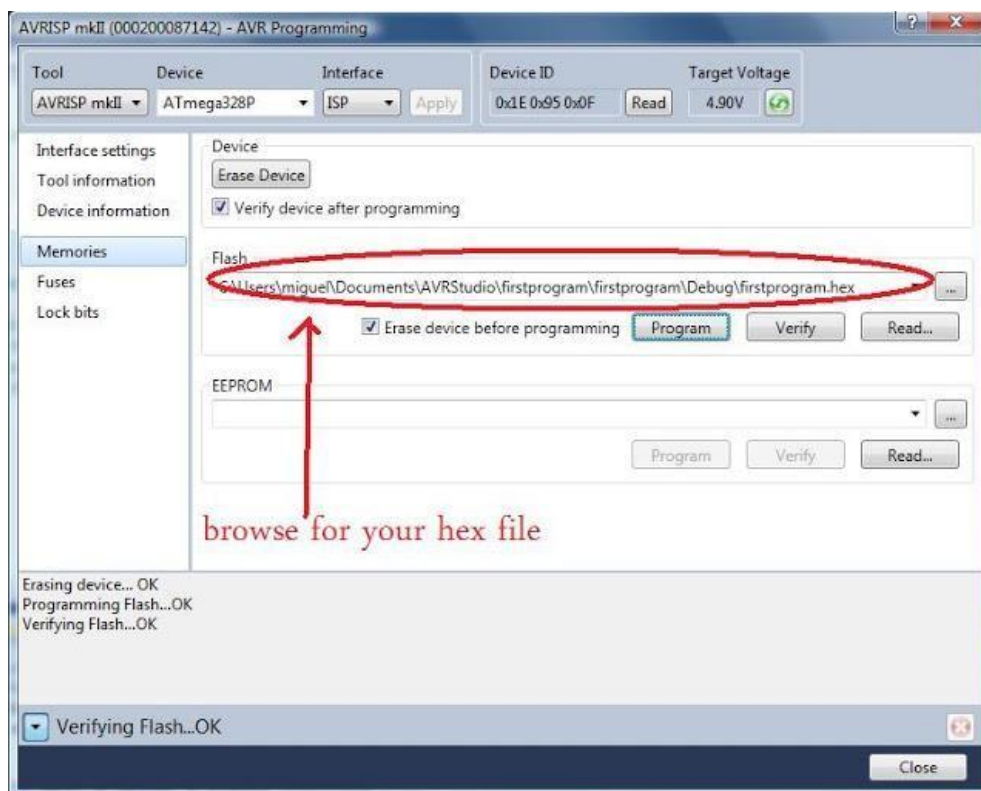 AVRISP mkII (000200087142) - AVR Programming
Tool Device Interface Device ID Target Voltage
AVRISP mkII ATmega328P ISP Apply 0x1E 0x95 0x0F Read 4.90V
Interface settings
Tool information
Device information
Memories
Fuses
Lock bits
Device
Erase Device
Verify device after programming
Flash
C:\Users\miguel\Documents\AVRStudio\firstprogram\firstprogram\Debug\firstprogram.hex ...
Erase device before programming Program Verify Read...
EEPROM
...
Program Verify Read...
browse for your hex file
Erasing device... OK
Programming Flash...OK
Verifying Flash...OK
Verifying Flash...OK
Close